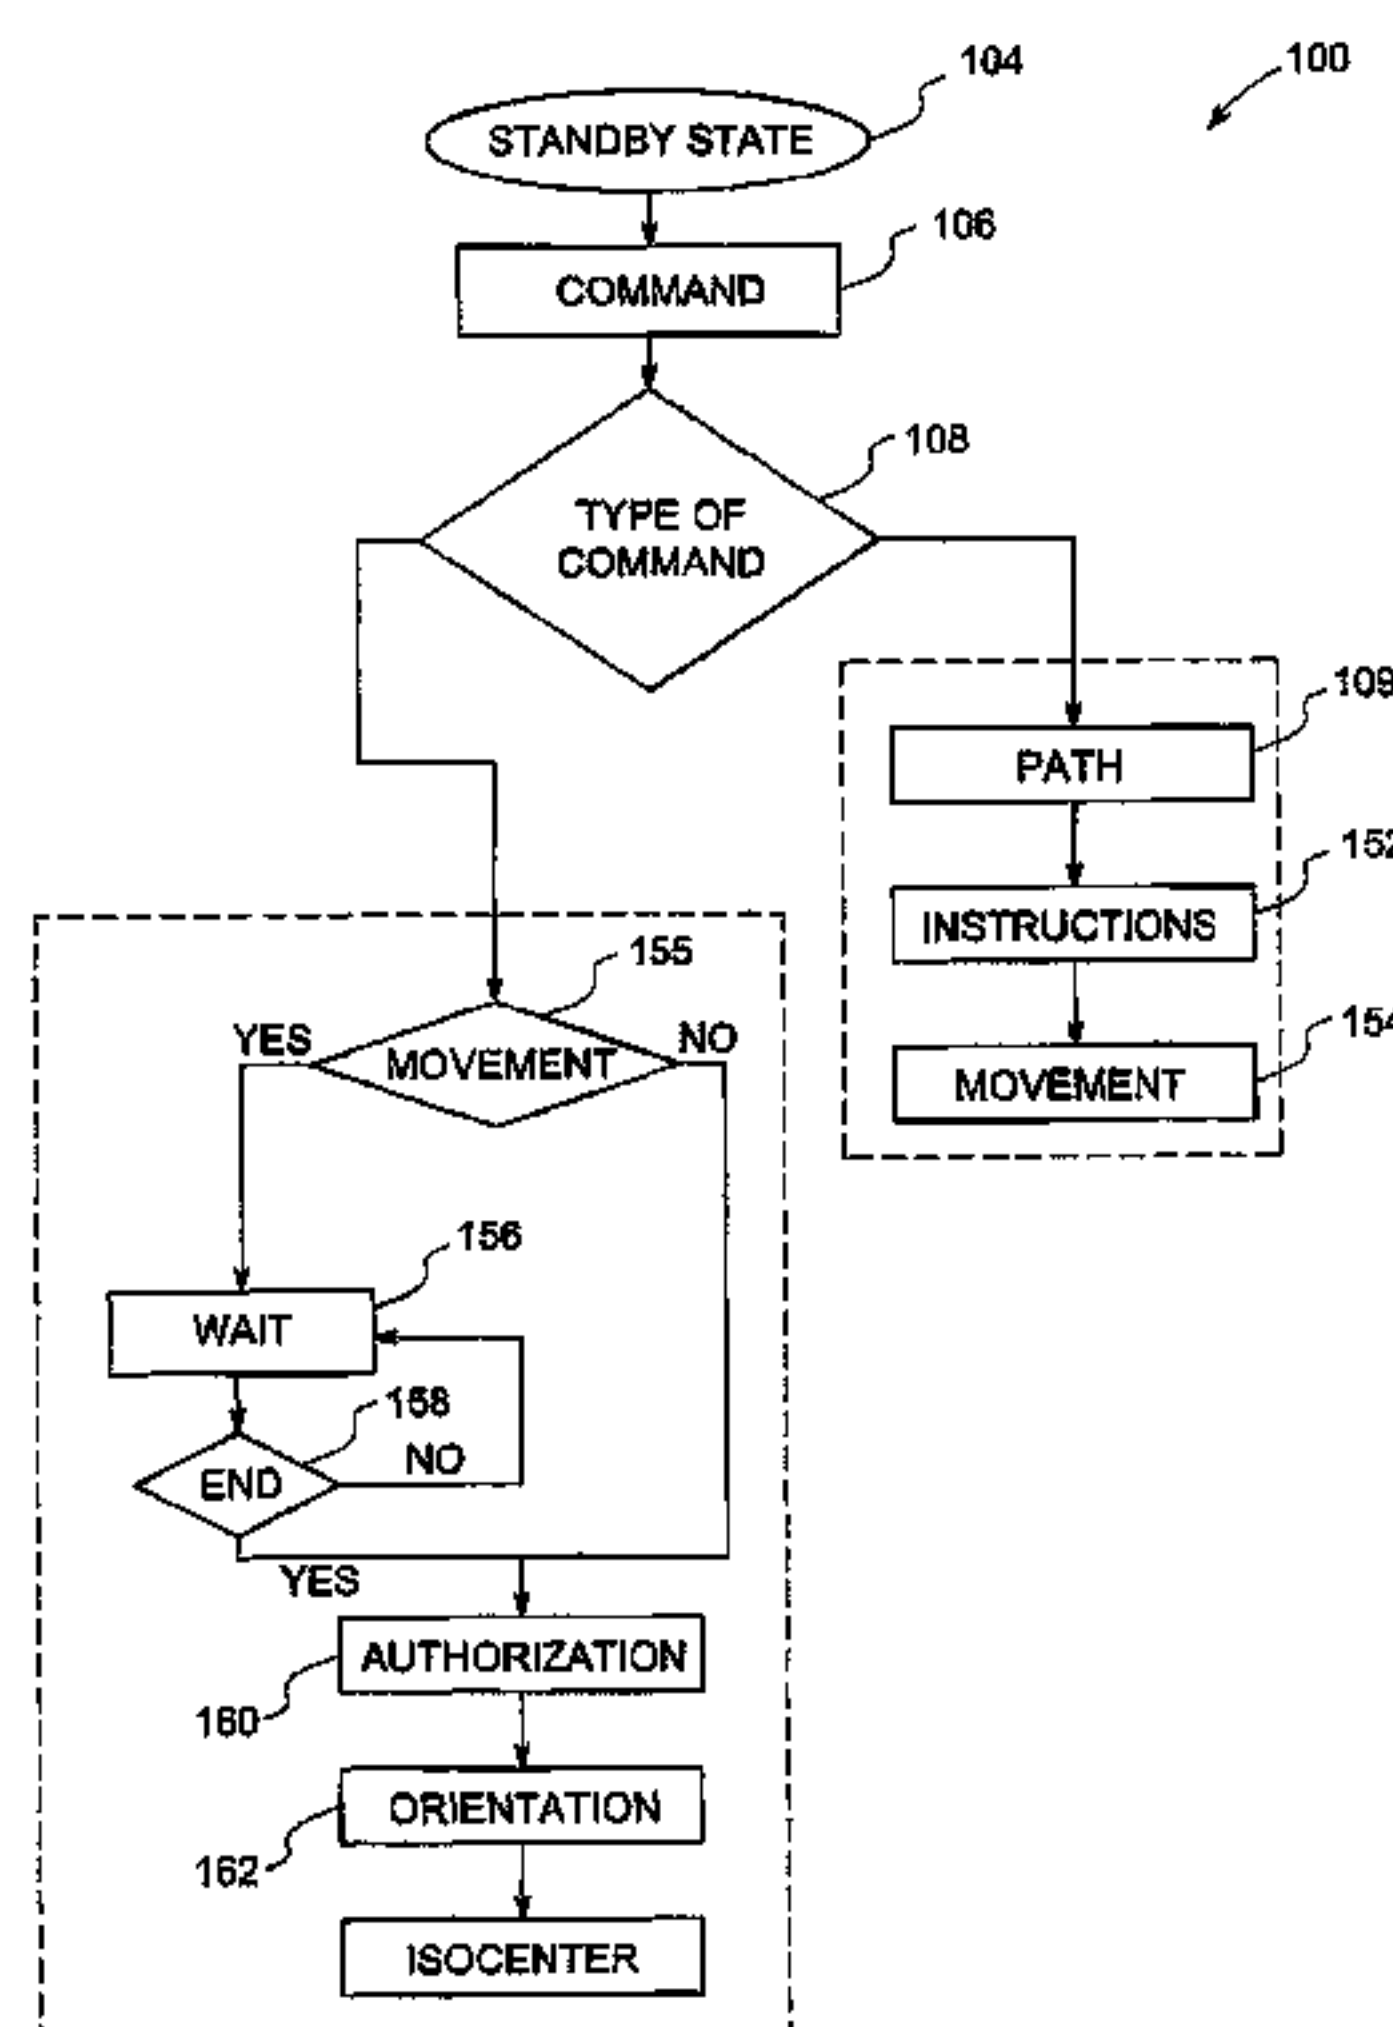 104
100
STANDBY STATE
106
COMMAND
108
TYPE OF
COMMAND
109
PATH
152
INSTRUCTIONS
155
154
YES
MOVEMENT
NO
MOVEMENT
156
WAIT
158
NO
END
YES
AUTHORIZATION
160
ORIENTATION
162
ISOCENTER